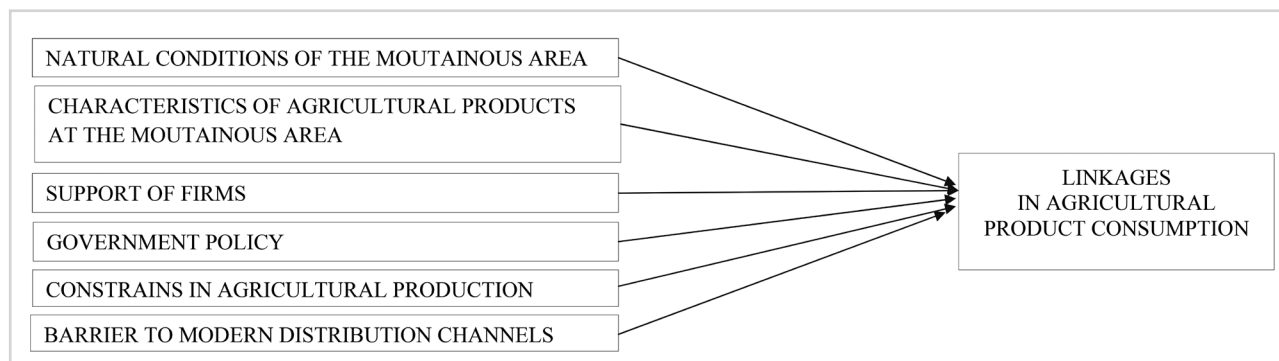 NATURAL CONDITIONS OF THE MOUTAINOUS AREA
CHARACTERISTICS OF AGRICULTURAL PRODUCTS
AT THE MOUTAINOUS AREA
SUPPORT OF FIRMS
GOVERNMENT POLICY
CONSTRAINS IN AGRICULTURAL PRODUCTION
BARRIER TO MODERN DISTRIBUTION CHANNELS
LINKAGES
IN AGRICULTURAL
PRODUCT CONSUMPTION